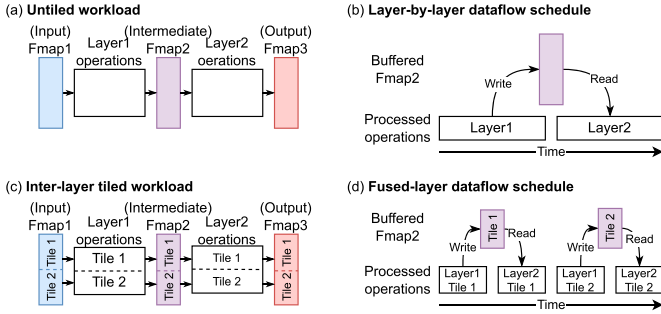 (a) Untiled workload
(Input) (Intermediate) (Output)
Fmap1 Layer1 Fmap2 Layer2 Fmap3
operations oerations
(b) Layer-by-layer dataflow schedule
Buffered
Fmap2
Write
Read
Processed
operations
Layer1
Layer2
Time
(c) Inter-layer tiled workload
(Input) (Intermediate) (Output)
Fmap1 Layer1 Fmap2 Layer2 Fmap3
operations oerations
Tile 1 Tile 1 Tile 1 Tile 1 Tile 1
Tile 2 Tile 2 Tile 2 Tile 2 Tile 2
(d) Fused-layer dataflow schedule
Buffered
Fmap2
Tile 1
Tile 2
Write
Read
Write
Read
Processed
operations
Layer1 Layer2 Layer1 Layer2
Tile 1 Tile 1 Tile 2 Tile 2
Time